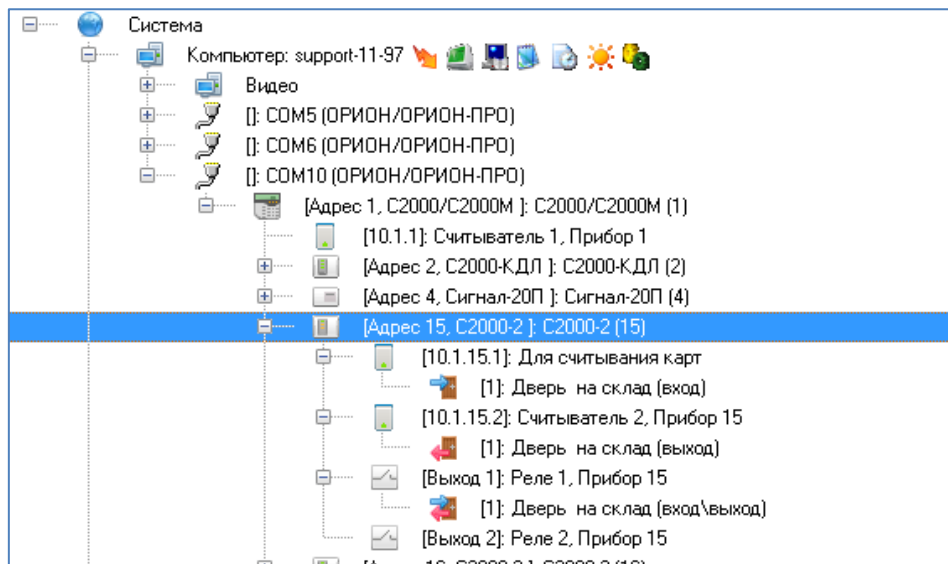 Система
Компьютер: support-11-97
Видео
[]: COM5 (ОРИОН/ОРИОН-ПРО)
[]: COM6 (ОРИОН/ОРИОН-ПРО)
[]: COM10 (ОРИОН/ОРИОН-ПРО)
[Адрес 1, С2000/С2000М ]: С2000/С2000М (1)
[10.1.1]: Считыватель 1, Прибор 1
[Адрес 2, С2000-КДЛ ]: С2000-КДЛ (2)
[Адрес 4, Сигнал-20П ]: Сигнал-20П (4)
[Адрес 15, С2000-2 ]: С2000-2 (15)
[10.1.15.1]: Для считывания карт
[1]: Дверь  на склад (вход)
[10.1.15.2]: Считыватель 2, Прибор 15
[1]: Дверь  на склад (выход)
[Выход 1]: Реле 1, Прибор 15
[1]: Дверь  на склад (вход\выход)
[Выход 2]: Реле 2, Прибор 15